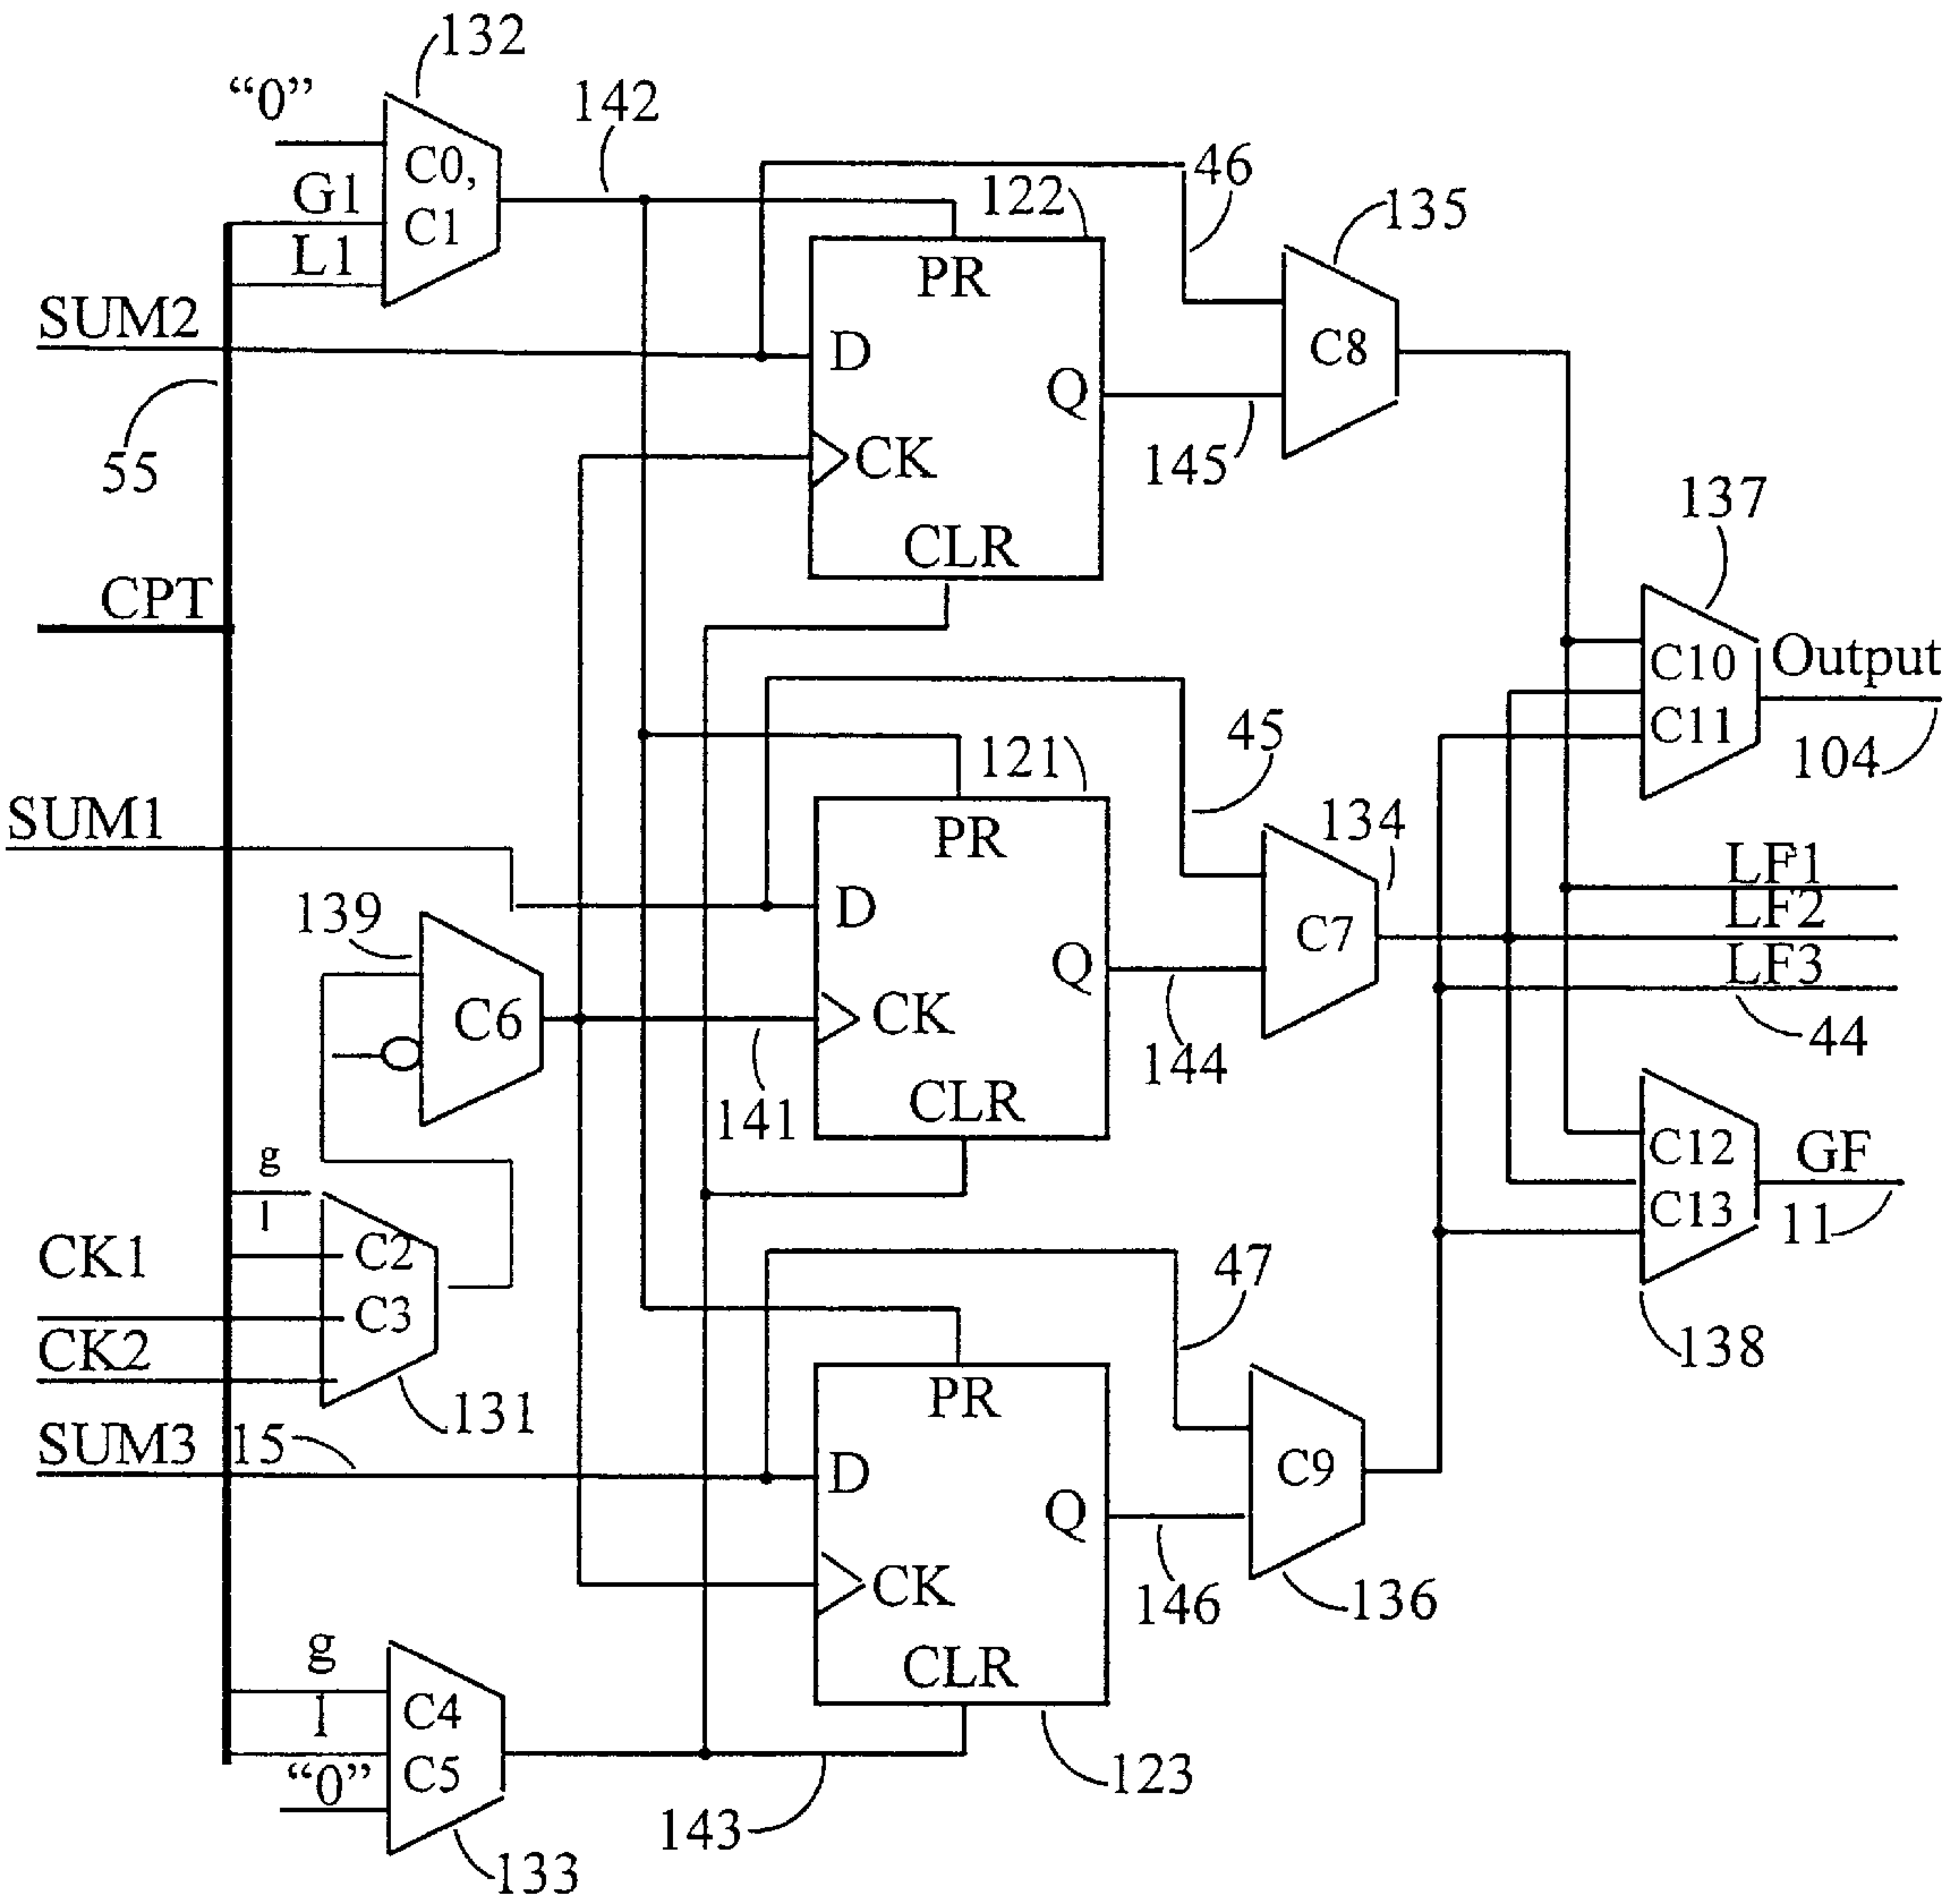 132
“0”
142
C0,
C1
G1
L1
46
122
135
PR
SUM2
D
C8
Q
55
CK
145
137
CLR
CPT
C10
Output
C11
45
121
104
SUM1
134
PR
LF1
139
D
LF2
C7
LF3
Q
C6
CK
44
144
141
CLR
C12
GF
g
l
C13
11
CK1
C2
47
C3
CK2
138
PR
131
SUM3
15
D
C9
Q
CK
146
136
g
CLR
l
C4
C5
“0”
123
143
133